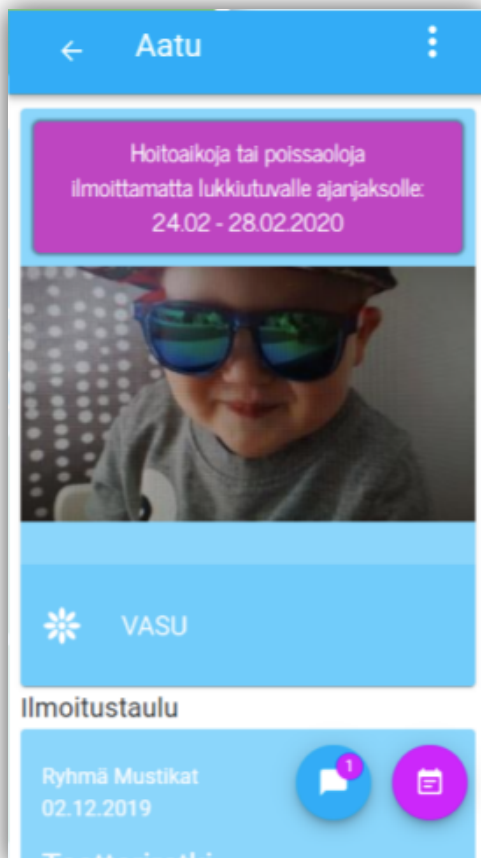 Aatu
Hoitoaikoja tai poissaoloja
ilmoittamatta lukkiutuvalle ajanjaksolle:
24.02 - 28.02.2020
VASU
Ilmoitustaulu
Ryhmä Mustikat
1
02.12.2019